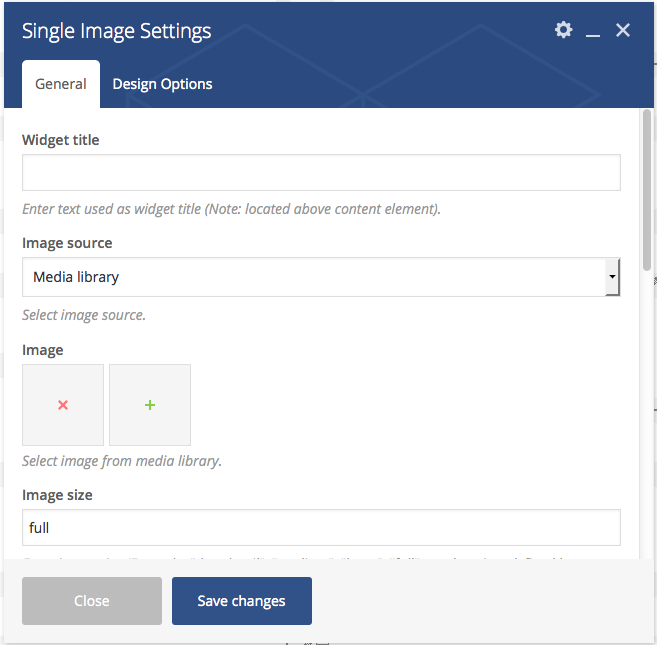 Single Image Settings
General
Design Options
Widget title
Enter text used as widget title (Note: located above content element).
Image source
Media library
Select image source.
Image
Select image from media library.
Image size
full
Close
Save changes